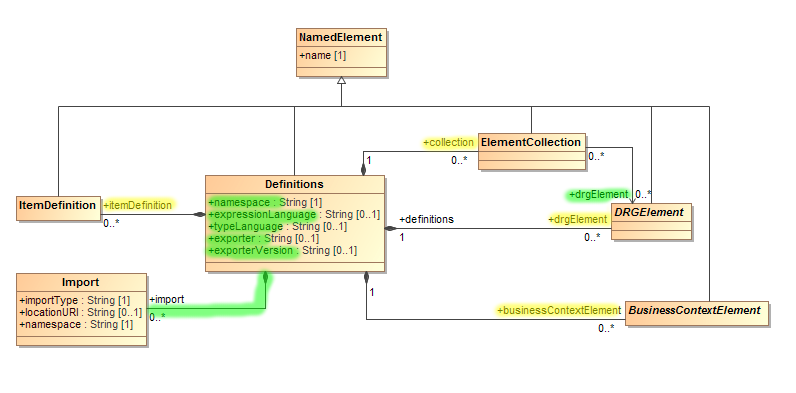 NamedElement
+name [1]
+collection
ElementCollection
1
0..*
0..*
Definitions
+namespace : String [1]
+expressionLanguage : String [0..1]
+typeLanguage : String [0..1]
+exporter : String [0..1]
+exporterVersion : String [0..1]
ItemDefinition
+itemDefinition
0..*
+drgElement
0..*
+definitions
1
+drgElement
0..*
DRGElement
Import
+importType : String [1]
+locationURI : String [0..1]
+namespace : String [1]
+import
0..*
1
+businessContextElement
0..*
BusinessContextElement